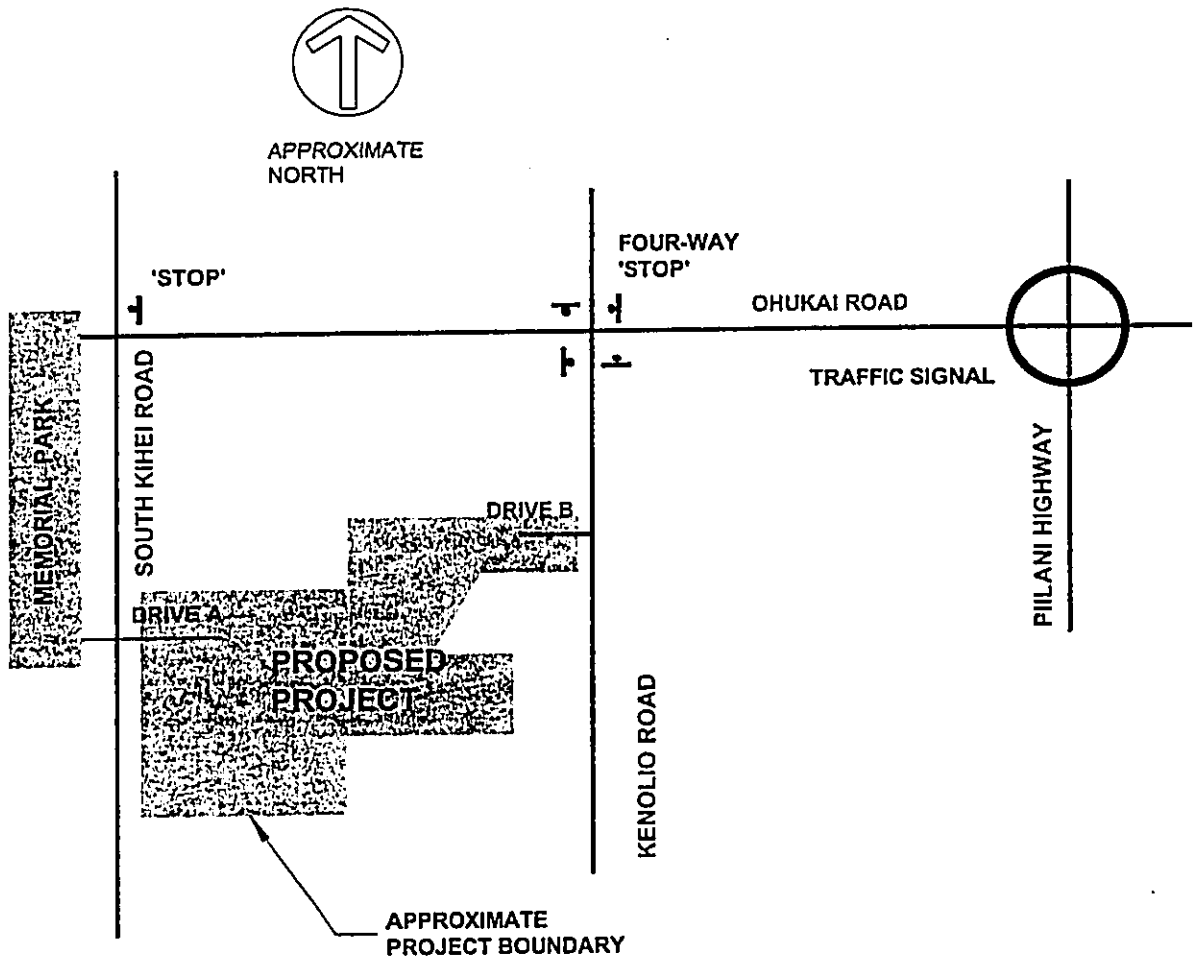 APPROXIMATE
NORTH
'STOP'
FOUR-WAY
'STOP'
OHUKAI ROAD
TRAFFIC SIGNAL
MEMORIAL PARK
SOUTH KIHEI ROAD
DRIVE B
PIILANI HIGHWAY
DRIVE A
PROPOSED
PROJECT
KENOLIO ROAD
APPROXIMATE
PROJECT BOUNDARY